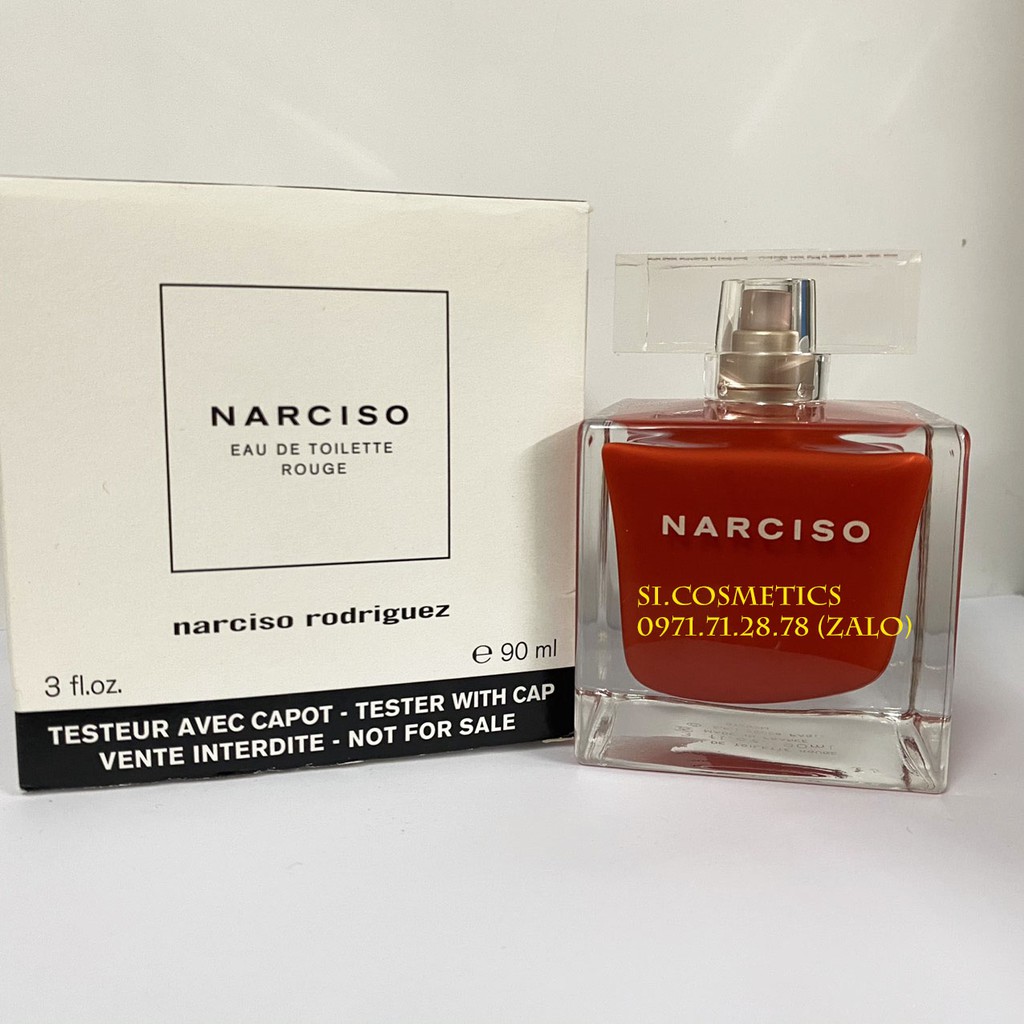 NARCISO
EAU DE TOILETTE
ROUGE
narciso rodriguez
3 fl.oz.
℮ 90 ml
TESTEUR AVEC CAPOT - TESTER WITH CAP
VENTE INTERDITE - NOT FOR SALE
NARCISO
SI.COSMETICS
0971.71.28.78 (ZALO)